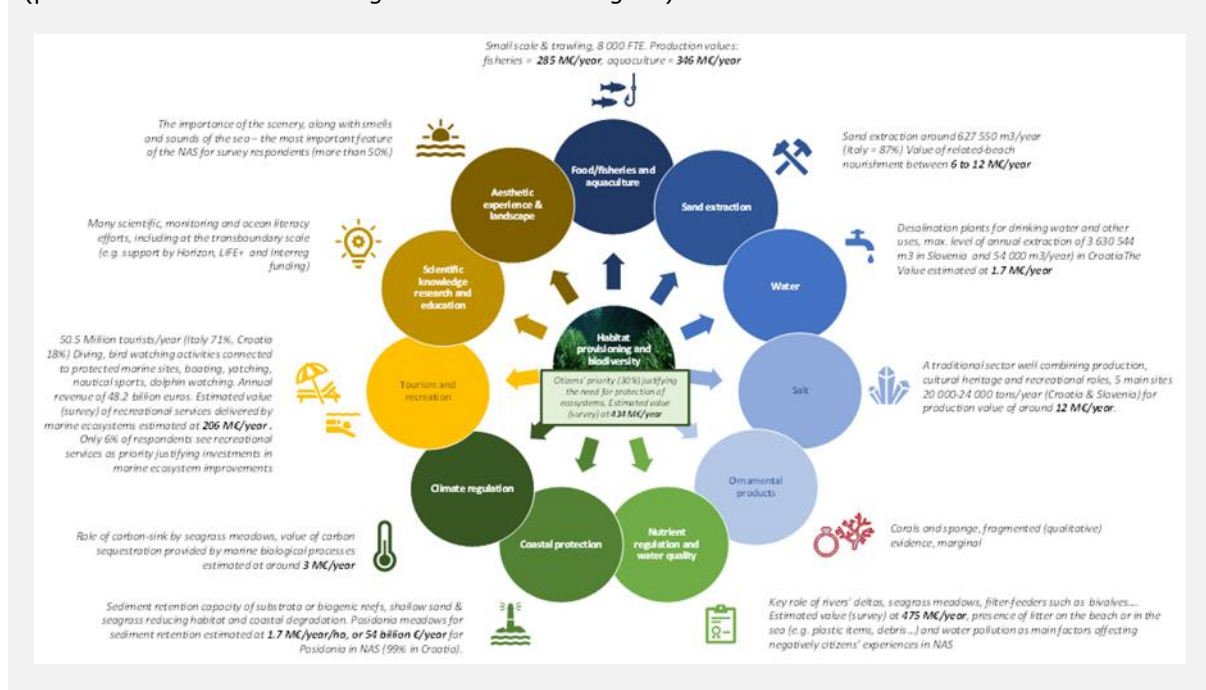 Small scale & trawling, 8 000 FTE. Production values:
fisheries = 285 M€/year, aquaculture = 346 M€/year
The importance of the scenery, along with smells
and sounds of the sea – the most important feature
of the NAS for survey respondents (more than 50%)
Sand extraction around 627 550 m3/year
(Italy = 87%) Value of related-beach
nourishment between 6 to 12 M€/year
Food/fisheries and
aquaculture
Aesthetic
experience &
landscape
Sand extraction
Many scientific, monitoring and ocean literacy
efforts, including at the transboundary scale
(e.g. support by Horizon, LIFE+ and Interreg
funding)
Desalination plants for drinking water and other
uses, max. level of annual extraction of 3 630 544
m3 in Slovenia and 54 000 m3/year) in CroatiaThe
Value estimated at 1.7 M€/year
Scientific
knowledge
research and
education
Water
Habitat
provisioning and
biodiversity
Citizens' priority (30%) justifying
the need for protection of
ecosystems. Estimated value
(survey) at 434 M€/year
50.5 Million tourists/year (Italy 71%, Croatia
18%) Diving, bird watching activities connected
to protected marine sites, boating, yatching,
nautical sports, dolphin watching. Annual
revenue of 48.2 billion euros. Estimated value
(survey) of recreational services delivered by
marine ecosystems estimated at 206 M€/year .
Only 6% of respondents see recreational
services as priority justifying investments in
marine ecosystem improvements
Tourism and
recreation
Salt
A traditional sector well combining production,
cultural heritage and recreational roles, 5 main sites
20 000-24 000 tons/year (Croatia & Slovenia) for
production value of around 12 M€/year.
Climate regulation
Ornamental
products
Role of carbon-sink by seagrass meadows, value of carbon
sequestration provided by marine biological processes
estimated at around 3 M€/year
Coastal protection
Nutrient
regulation and
water quality
Corals and sponge, fragmented (qualitative)
evidence, marginal
Sediment retention capacity of substrata or biogenic reefs, shallow sand &
seagrass reducing habitat and coastal degradation. Posidonia meadows for
sediment retention estimated at 1.7 M€/year/ha, or 54 billion €/year for
Posidonia in NAS (99% in Croatia).
Key role of rivers' deltas, seagrass meadows, filter-feeders such as bivalves....
Estimated value (survey) at 475 M€/year, presence of litter on the beach or in the
sea (e.g. plastic items, debris...) and water pollution as main factors affecting
negatively citizens' experiences in NAS